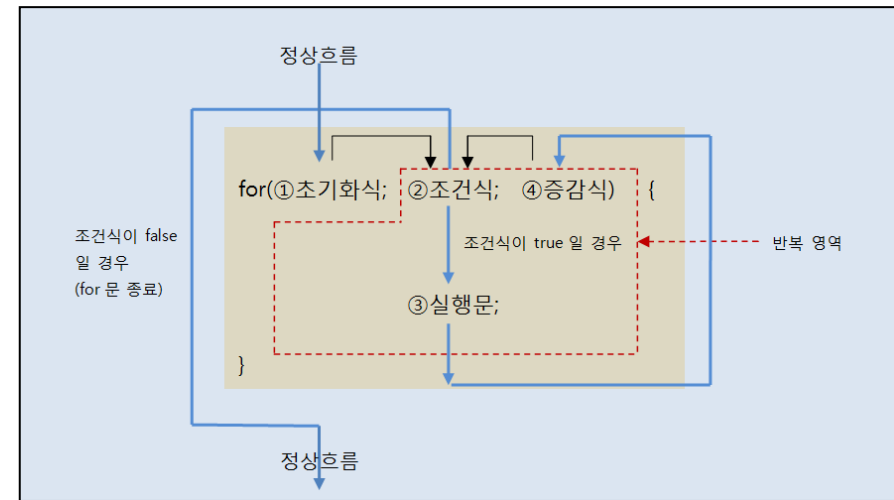 정상흐름
for(①초기화식; ②조건식; ④증감식) {
조건식이 false
일 경우
(for 문 종료)
조건식이 true 일 경우
반복 영역
③실행문;
}
정상흐름